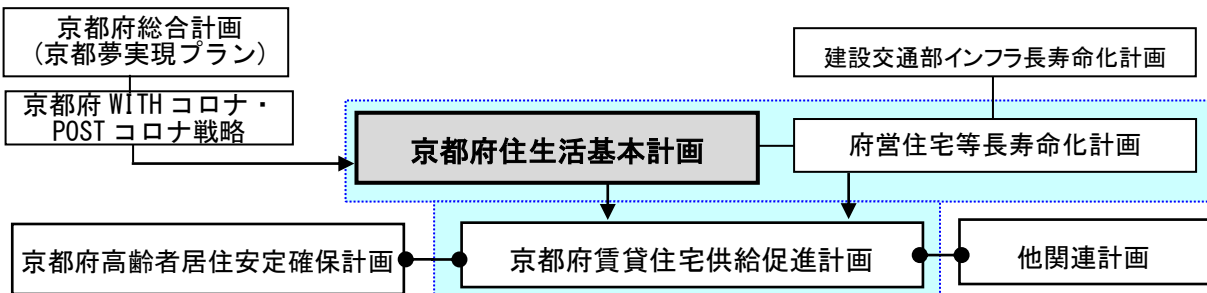 京都府総合計画
（京都夢実現プラン）
建設交通部インフラ長寿命化計画
京都府 WITH コロナ・
POST コロナ戦略
京都府住生活基本計画
府営住宅等長寿命化計画
京都府高齢者居住安定確保計画
京都府賃貸住宅供給促進計画
他関連計画